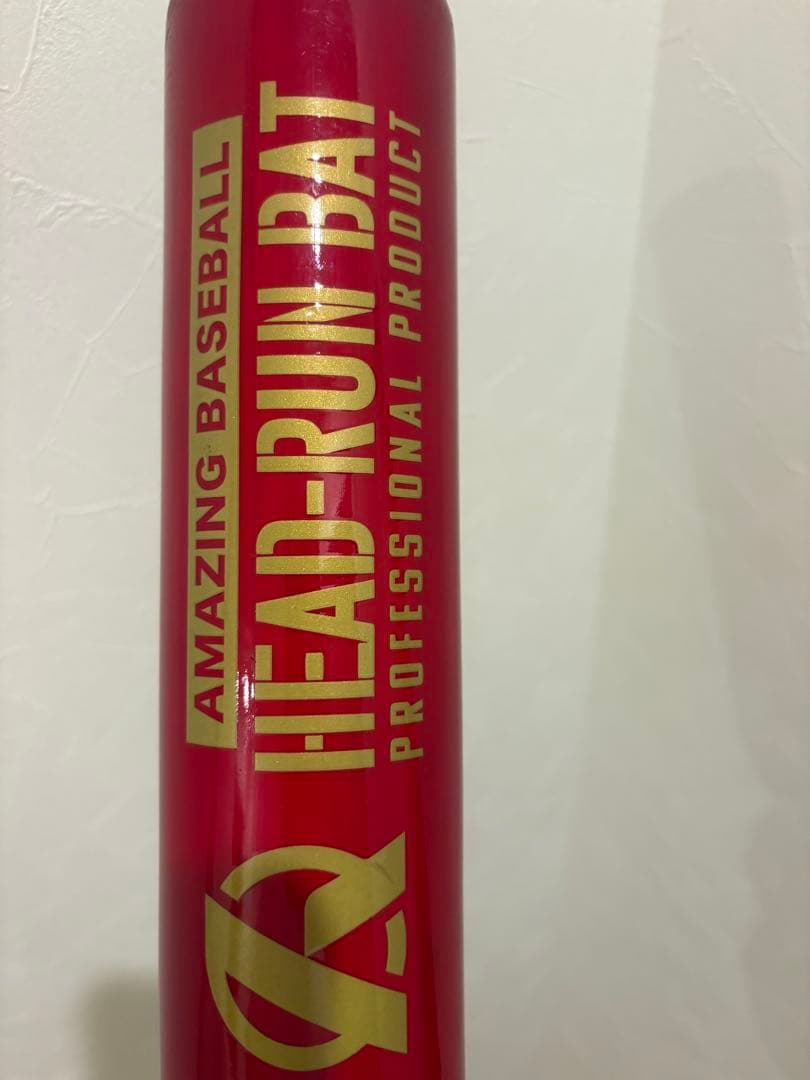 AMAZING BASEBALL
HEAD-RUN BAT
PROFESSIONAL PRODUCT